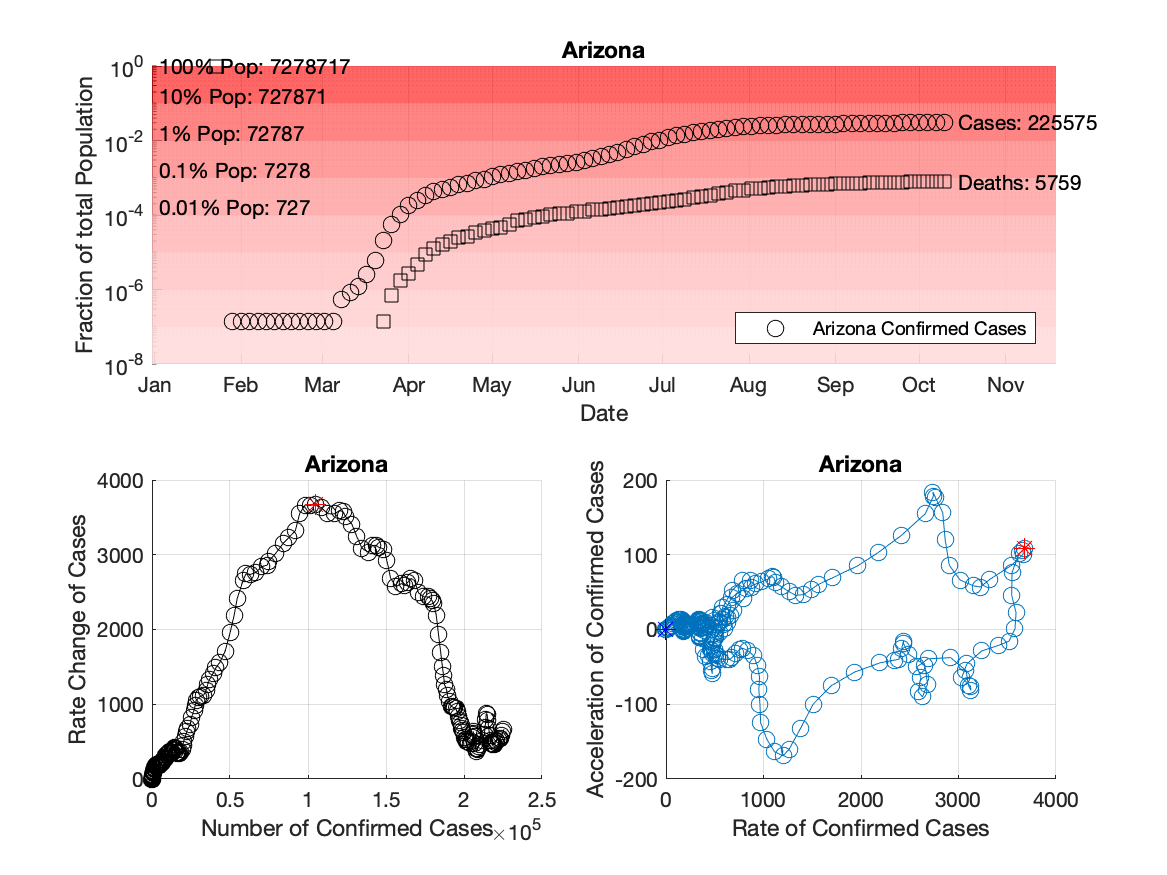 Arizona
Fraction of total Population
10^0
10^-2
10^-4
10^-6
10^-8
100% Pop: 7278717
10% Pop: 727871
1% Pop: 72787
0.1% Pop: 7278
0.01% Pop: 727
Cases: 225575
Deaths: 5759
Arizona Confirmed Cases
Jan Feb Mar Apr May Jun Jul Aug Sep Oct Nov
Date
Arizona
Rate Change of Cases
4000
3000
2000
1000
0
0 0.5 1 1.5 2 2.5
Number of Confirmed Cases ×10^5
Arizona
Acceleration of Confirmed Cases
200
100
0
-100
-200
0 1000 2000 3000 4000
Rate of Confirmed Cases